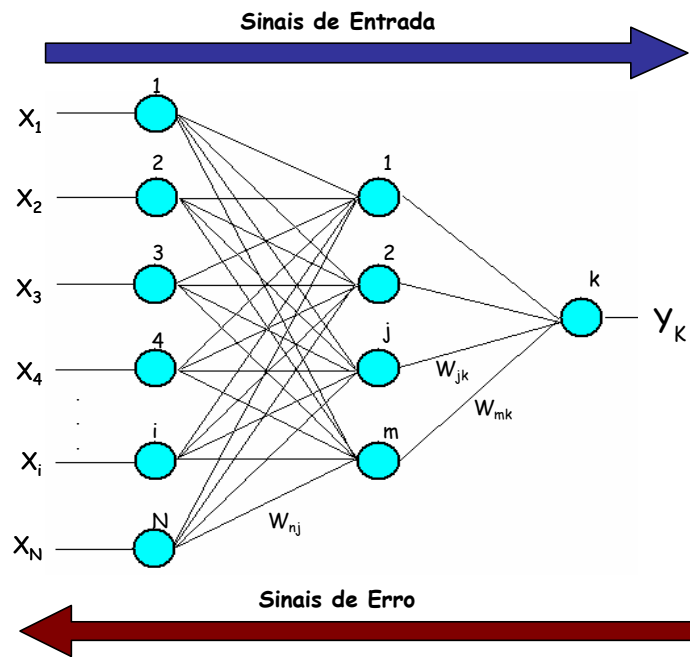 Sinais de Entrada
1
X1
2
X2
1
3
X3
2
k
YK
4
X4
j
Wjk
Wmk
i
Xi
m
N
XN
Wnj
Sinais de Erro